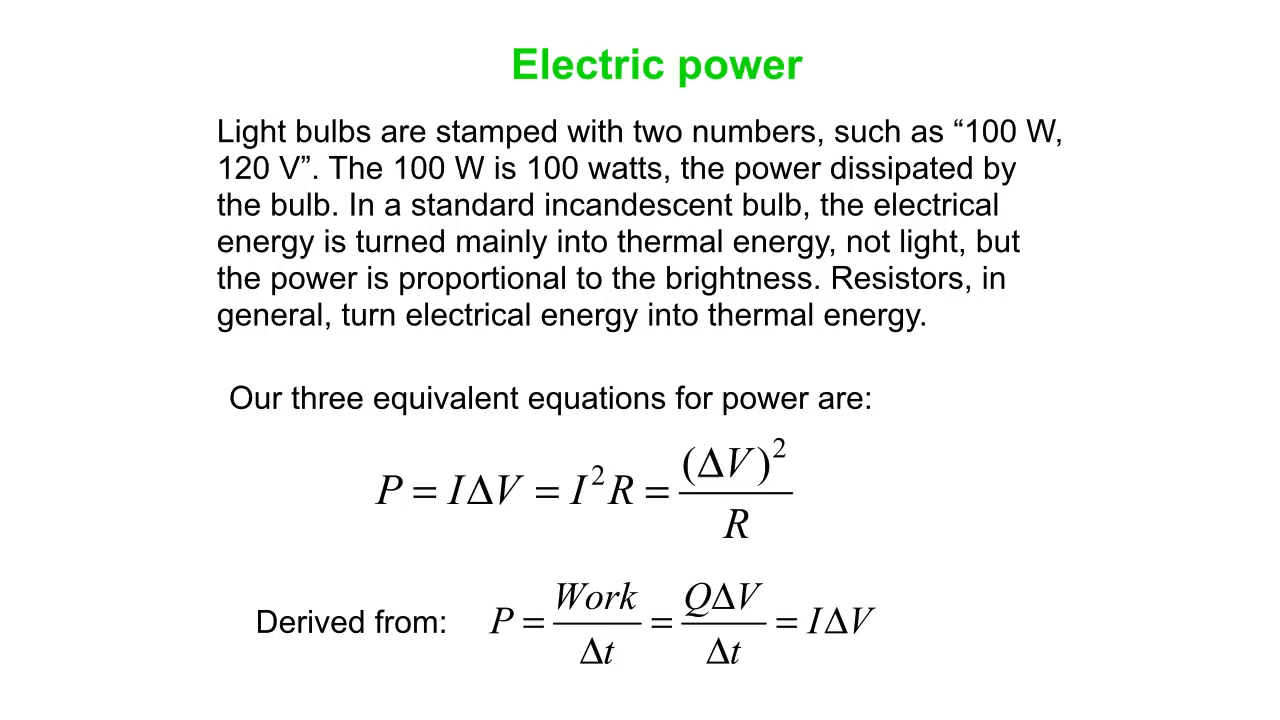 Electric power
Light bulbs are stamped with two numbers, such as “100 W,
120 V”. The 100 W is 100 watts, the power dissipated by
the bulb. In a standard incandescent bulb, the electrical
energy is turned mainly into thermal energy, not light, but
the power is proportional to the brightness. Resistors, in
general, turn electrical energy into thermal energy.
Our three equivalent equations for power are:
P = IΔV = I²R = (ΔV)²/R
Derived from: P = Work/Δt = QΔV/Δt = IΔV